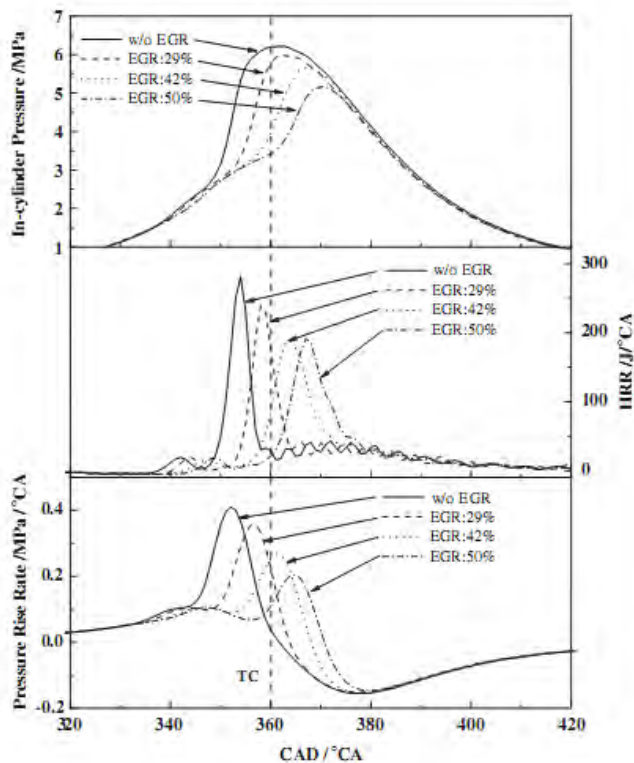 In-cylinder Pressure /MPa
7
6
5
4
3
2
1
w/o EGR
EGR:29%
EGR:42%
EGR:50%
HRR /J/°CA
300
200
100
0
w/o EGR
EGR:29%
EGR:42%
EGR:50%
Pressure Rise Rate /MPa /°CA
0.4
0.2
0.0
-0.2
w/o EGR
EGR:29%
EGR:42%
EGR:50%
TC
320 340 360 380 400 420
CAD / °CA